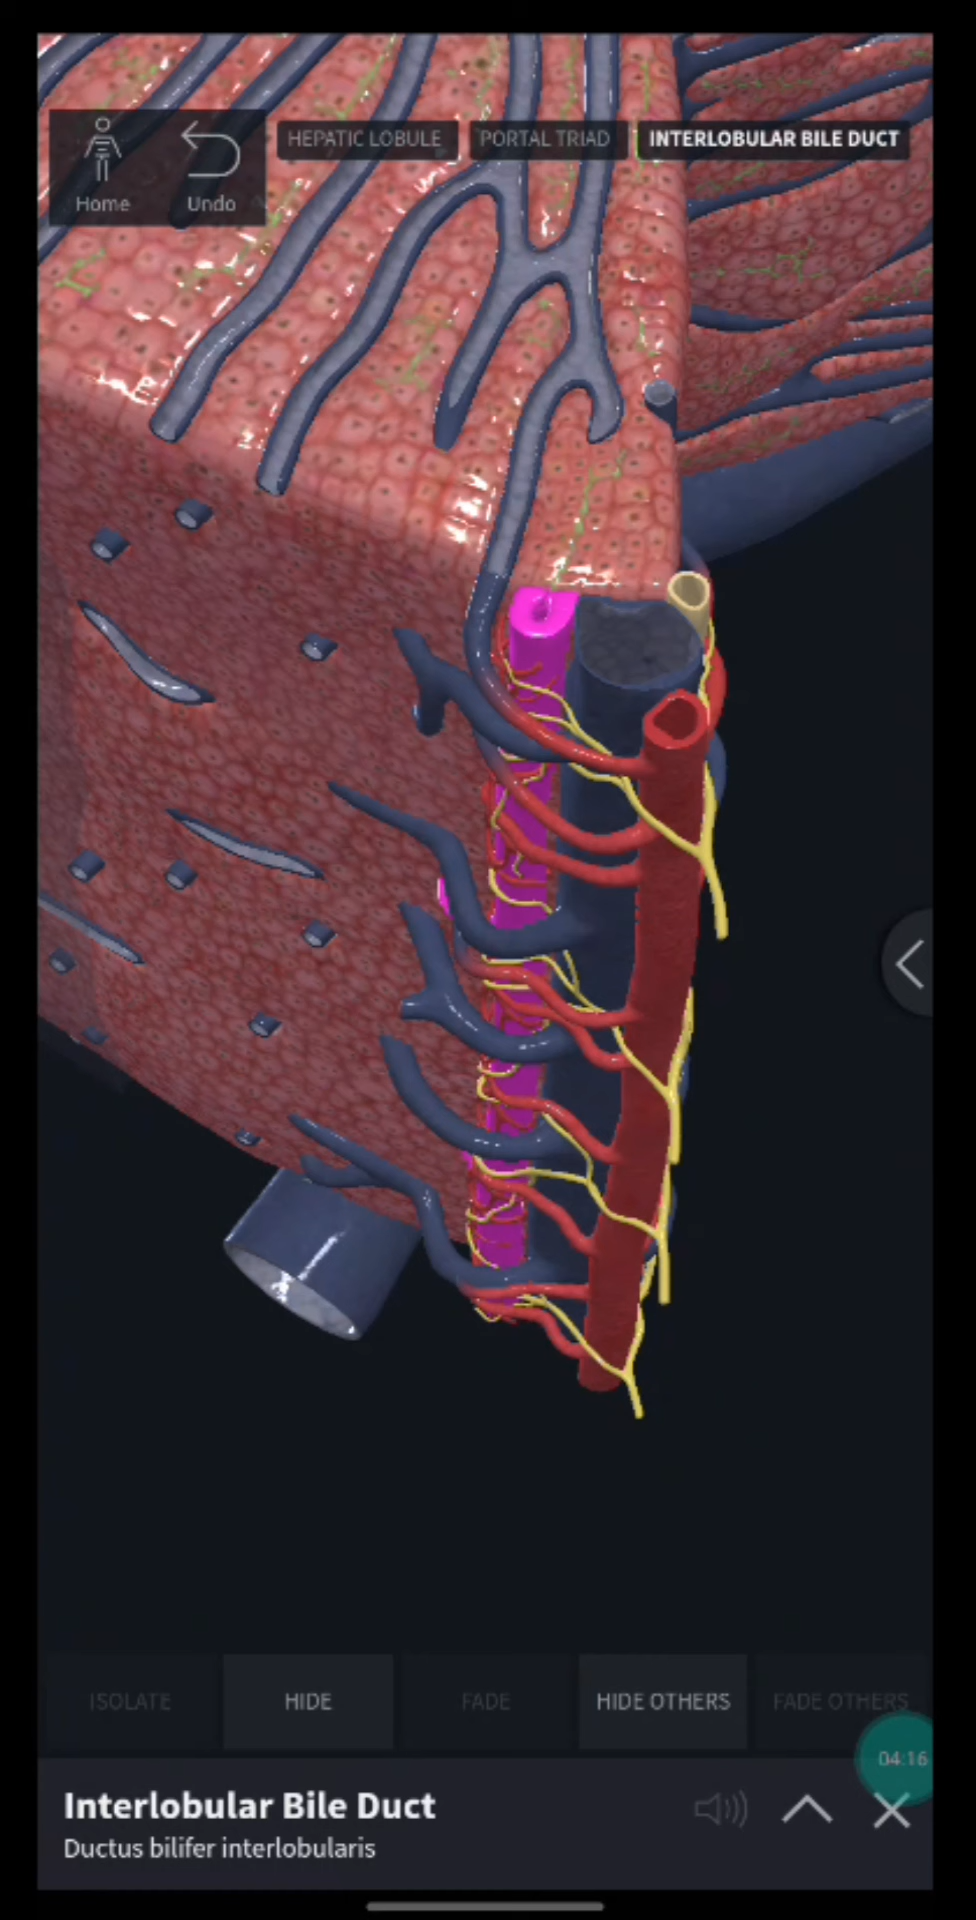 HEPATIC LOBULE
PORTAL TRIAD
INTERLOBULAR BILE DUCT
Home
Undo
ISOLATE
HIDE
FADE
HIDE OTHERS
FADE OTHERS
04:16
Interlobular Bile Duct
Ductus bilifer interlobularis